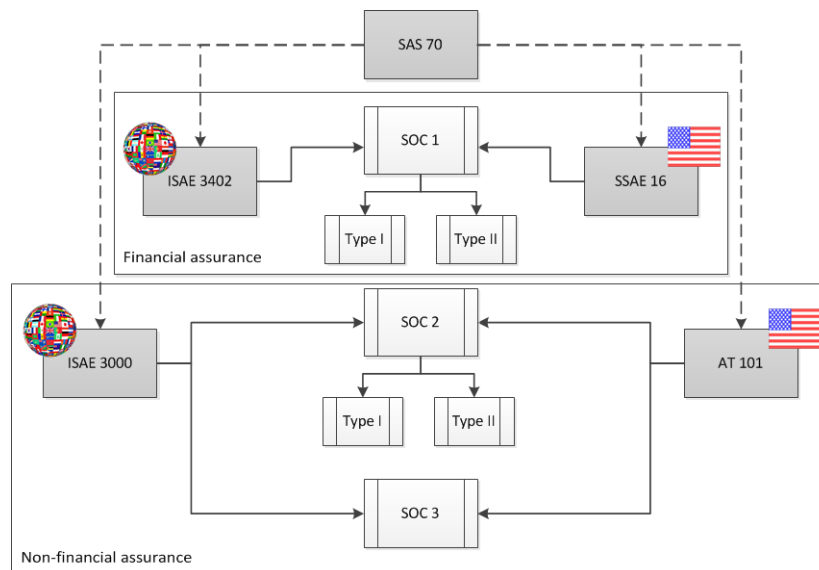 SAS 70
SOC 1
ISAE 3402
SSAE 16
Type I
Type II
Financial assurance
SOC 2
ISAE 3000
AT 101
Type I
Type II
SOC 3
Non-financial assurance